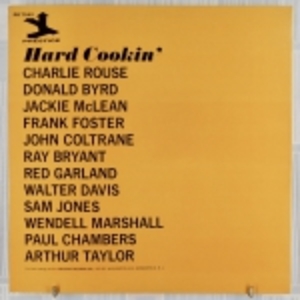 Hard Cookin'
CHARLIE ROUSE
DONALD BYRD
JACKIE McLEAN
FRANK FOSTER
JOHN COLTRANE
RAY BRYANT
RED GARLAND
WALTER DAVIS
SAM JONES
WENDELL MARSHALL
PAUL CHAMBERS
ARTHUR TAYLOR